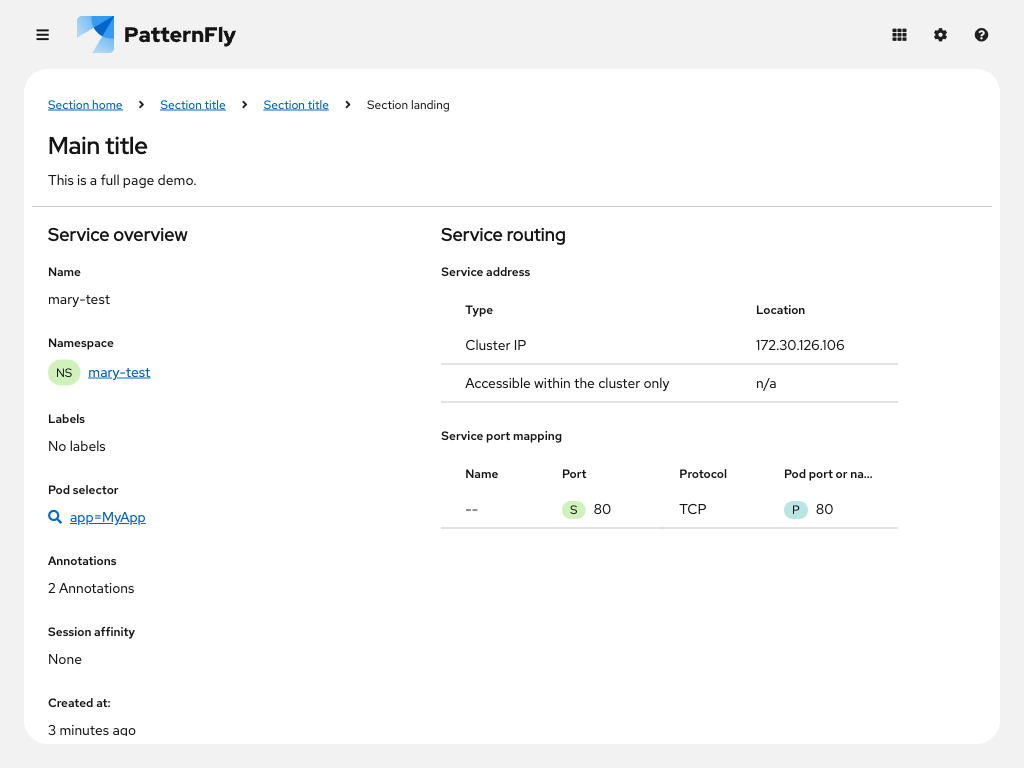 PatternFly
Section home Section title Section title Section landing
Main title
This is a full page demo.
Service overview
Name
mary-test
Namespace
NS mary-test
Labels
No labels
Pod selector
app=MyApp
Annotations
2 Annotations
Session affinity
None
Created at:
3 minutes ago
Service routing
Service address
Type Location
Cluster IP 172.30.126.106
Accessible within the cluster only n/a
Service port mapping
Name Port Protocol Pod port or na...
-- S 80 TCP P 80